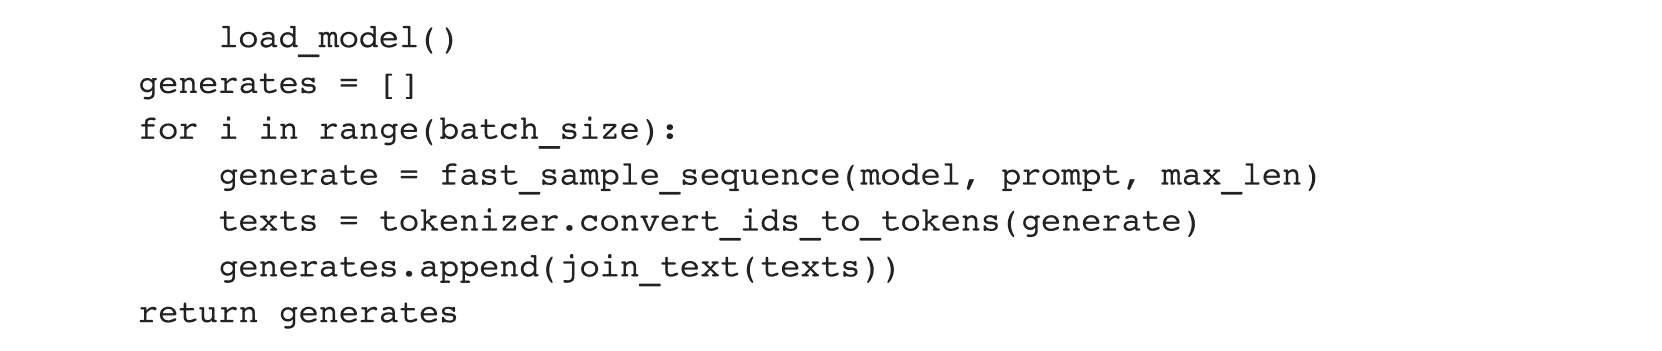 load_model()
generates = []
for i in range(batch_size):
generate = fast_sample_sequence(model, prompt, max_len)
texts = tokenizer.convert_ids_to_tokens(generate)
generates.append(join_text(texts))
return generates